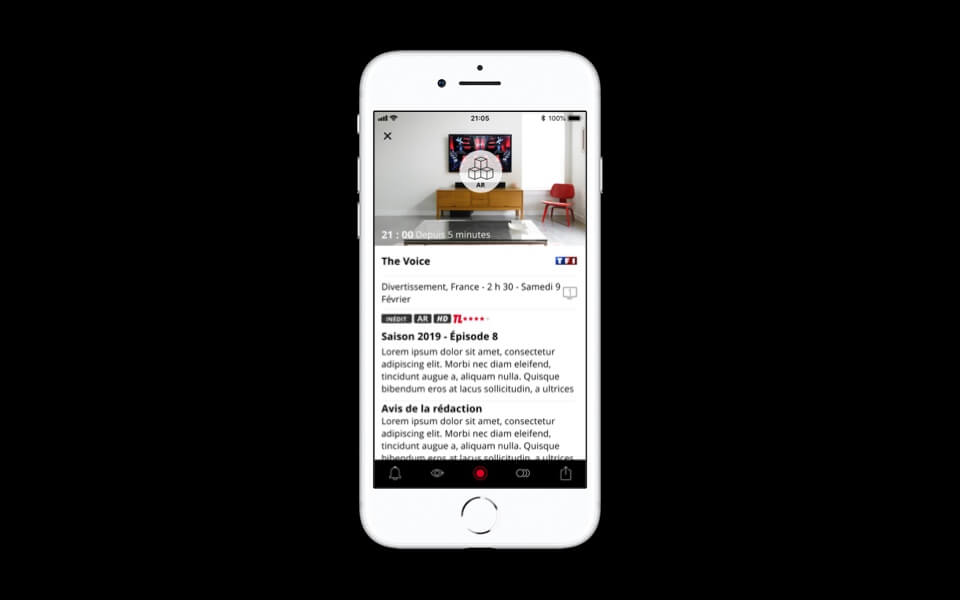 21:05
100%
AR
21 : 00 Depuis 5 minutes
The Voice
TF1
Divertissement, France - 2 h 30 - Samedi 9
Février
INÉDIT AR HD TL
Saison 2019 - Épisode 8
Lorem ipsum dolor sit amet, consectetur
adipiscing elit. Morbi nec diam eleifend,
tincidunt augue a, aliquam nulla. Quisque
bibendum eros at lacus sollicitudin, a ultrices
Avis de la rédaction
Lorem ipsum dolor sit amet, consectetur
adipiscing elit. Morbi nec diam eleifend,
tincidunt augue a, aliquam nulla. Quisque
bibendum eros at lacus sollicitudin, a ultrices